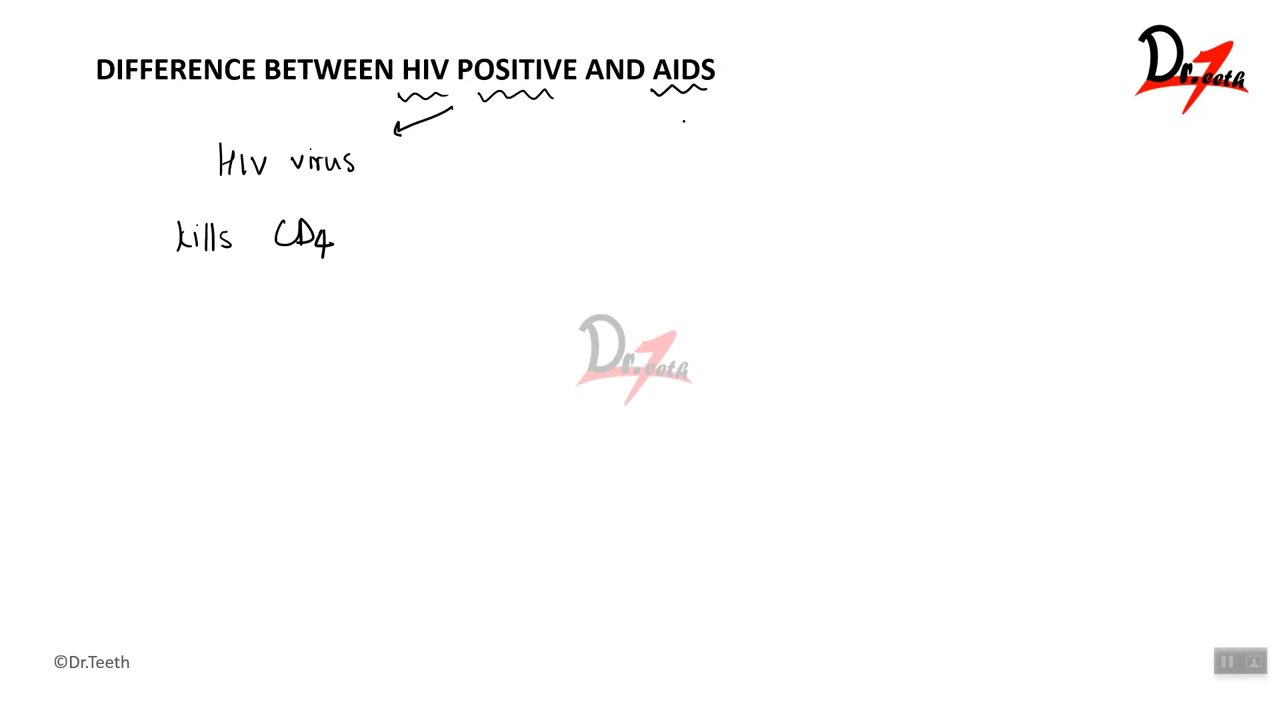 DIFFERENCE BETWEEN HIV POSITIVE AND AIDS
Dr.Teeth
HIV virus
kills CD4
Dr.Teeth
©Dr.Teeth